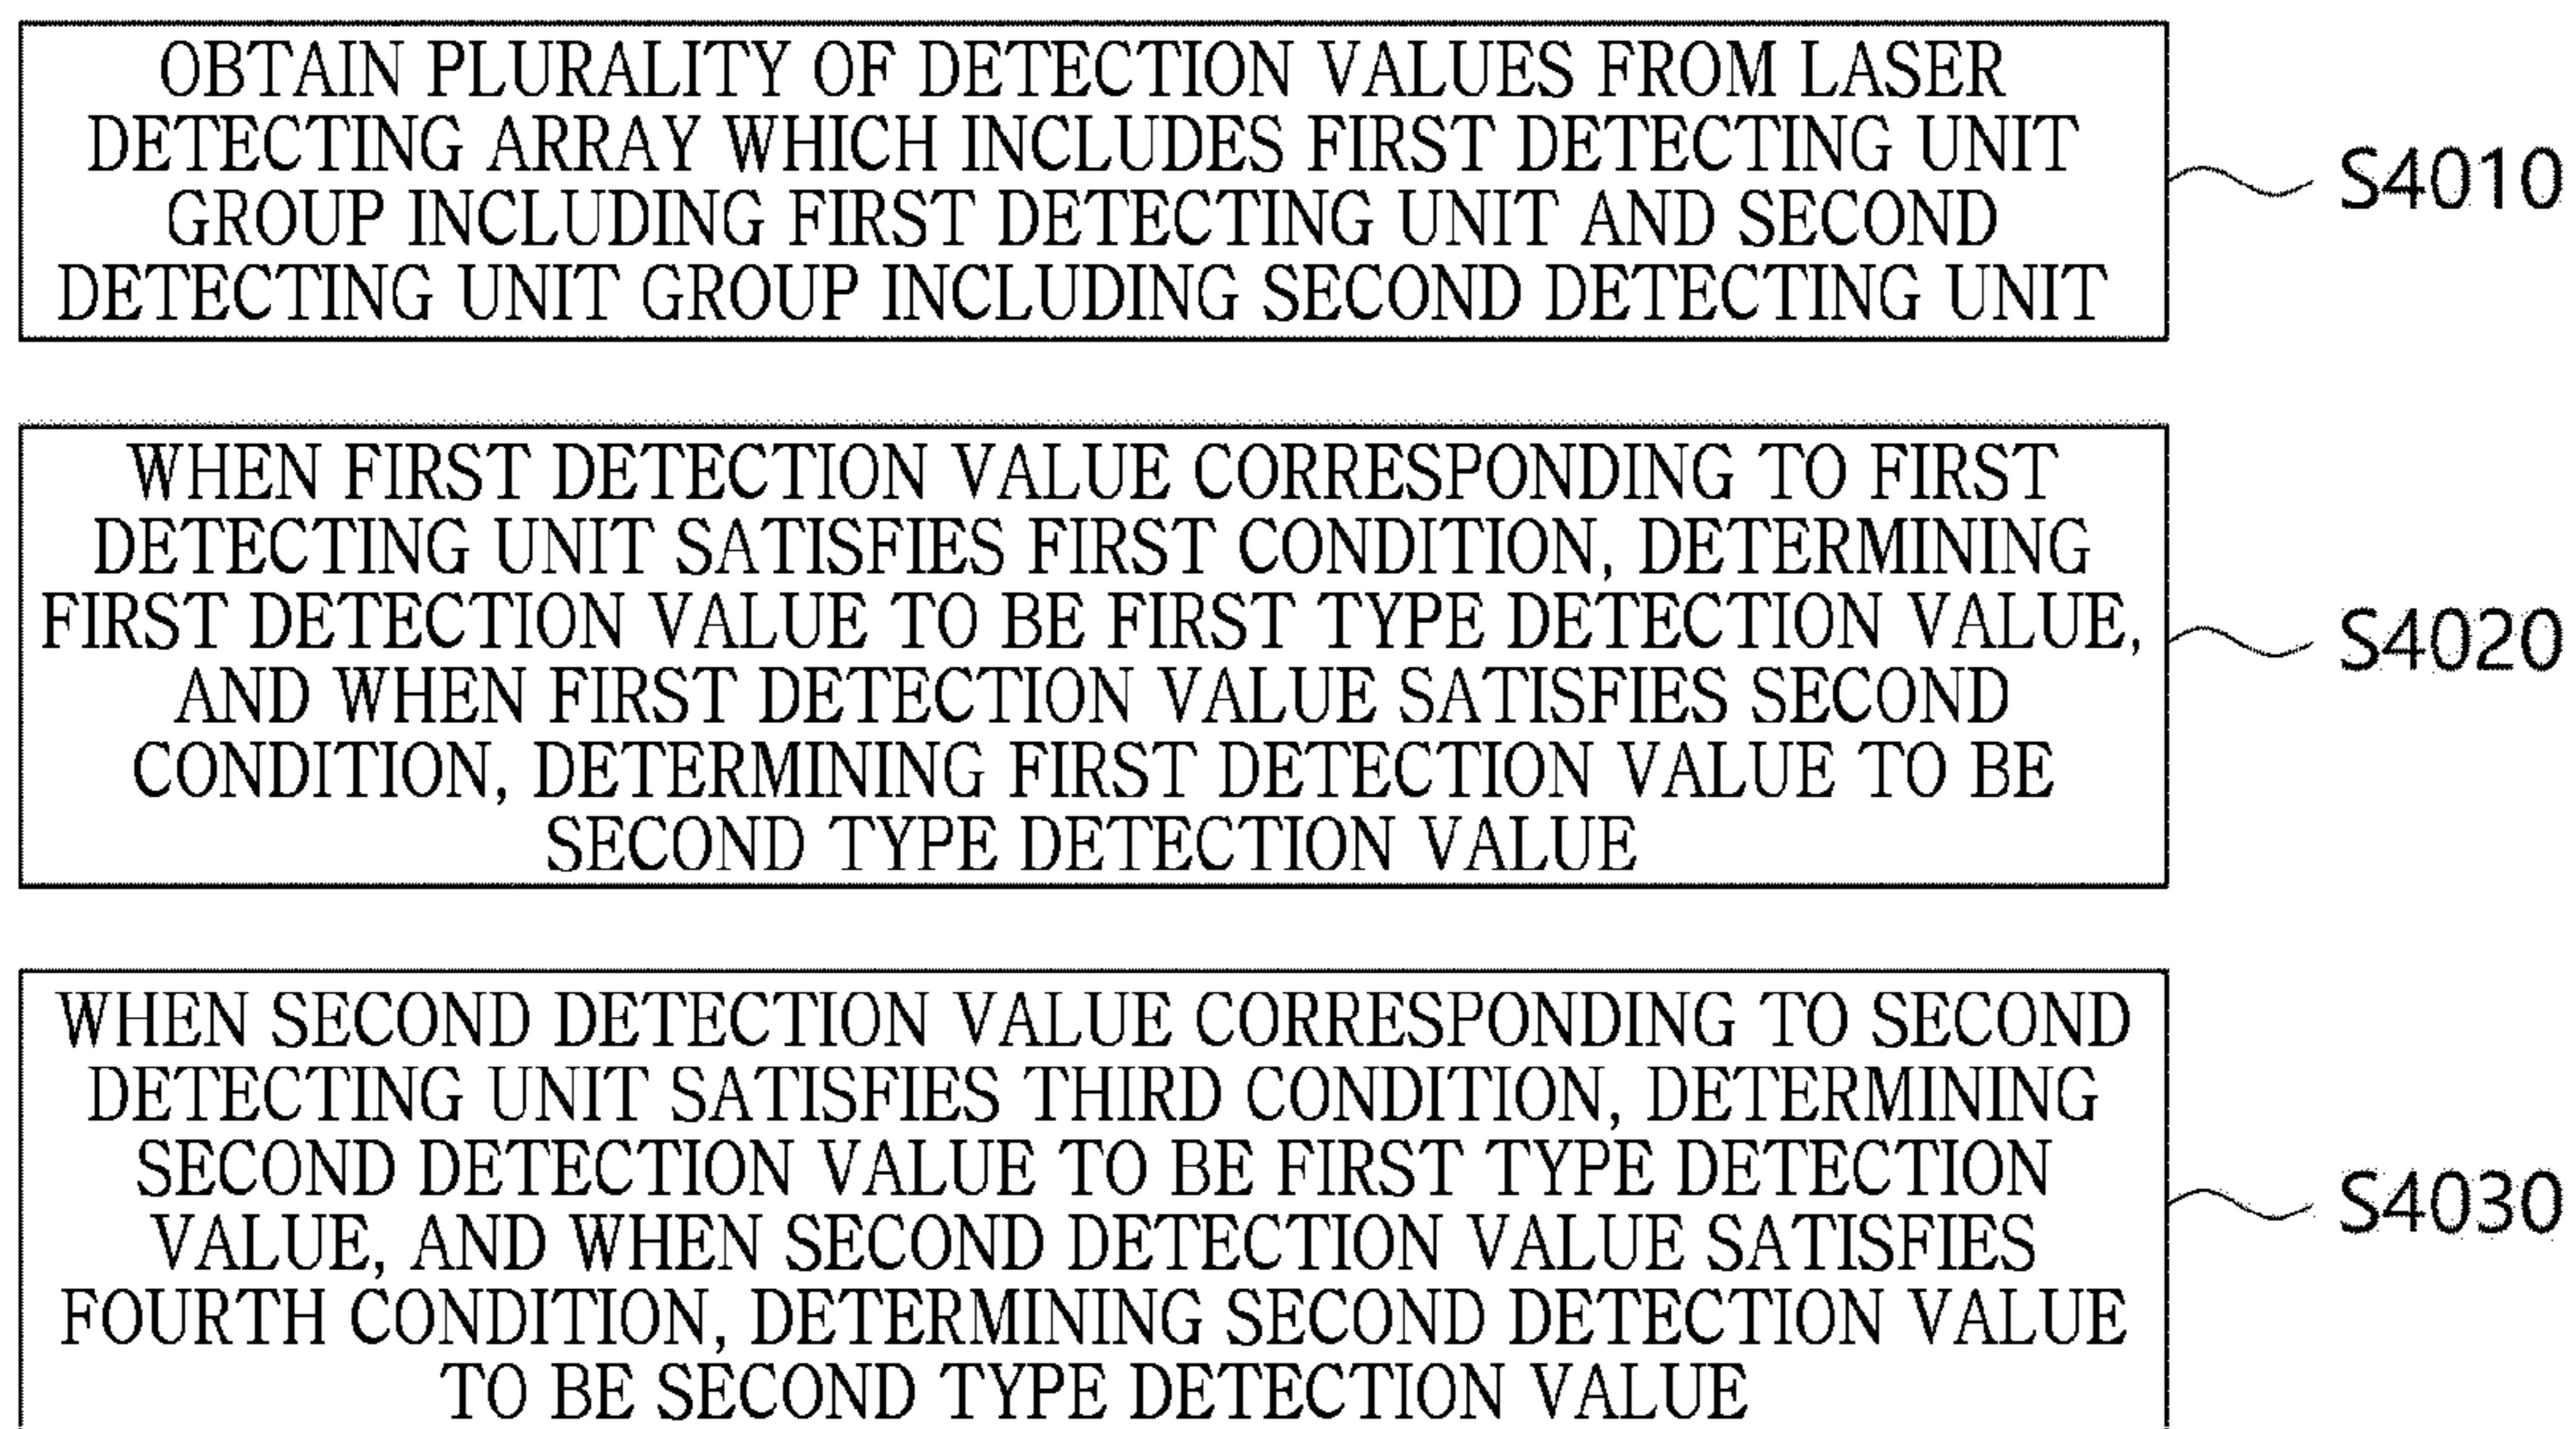 OBTAIN PLURALITY OF DETECTION VALUES FROM LASER
DETECTING ARRAY WHICH INCLUDES FIRST DETECTING UNIT
GROUP INCLUDING FIRST DETECTING UNIT AND SECOND
DETECTING UNIT GROUP INCLUDING SECOND DETECTING UNIT
S4010
WHEN FIRST DETECTION VALUE CORRESPONDING TO FIRST
DETECTING UNIT SATISFIES FIRST CONDITION, DETERMINING
FIRST DETECTION VALUE TO BE FIRST TYPE DETECTION VALUE,
AND WHEN FIRST DETECTION VALUE SATISFIES SECOND
CONDITION, DETERMINING FIRST DETECTION VALUE TO BE
SECOND TYPE DETECTION VALUE
S4020
WHEN SECOND DETECTION VALUE CORRESPONDING TO SECOND
DETECTING UNIT SATISFIES THIRD CONDITION, DETERMINING
SECOND DETECTION VALUE TO BE FIRST TYPE DETECTION
VALUE, AND WHEN SECOND DETECTION VALUE SATISFIES
FOURTH CONDITION, DETERMINING SECOND DETECTION VALUE
TO BE SECOND TYPE DETECTION VALUE
S4030